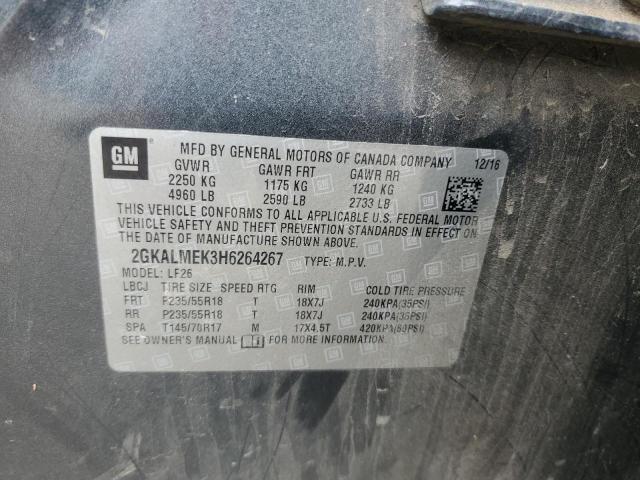 GM
MFD BY GENERAL MOTORS OF CANADA COMPANY 12/16
GVWR GAWR FRT GAWR RR
2250 KG 1175 KG 1240 KG
4960 LB 2590 LB 2733 LB
THIS VEHICLE CONFORMS TO ALL APPLICABLE U.S. FEDERAL MOTOR
VEHICLE SAFETY AND THEFT PREVENTION STANDARDS IN EFFECT ON
THE DATE OF MANUFACTURE SHOWN ABOVE.
2GKALMEK3H6264267 TYPE: M.P.V.
MODEL: LF26
LBCJ TIRE SIZE SPEED RTG RIM COLD TIRE PRESSURE
FRT P235/55R18 T 18X7J 240KPA(35PSI)
RR P235/55R18 T 18X7J 240KPA(35PSI)
SPA T145/70R17 M 17X4.5T 420KPA(60PSI)
SEE OWNER'S MANUAL FOR MORE INFORMATION